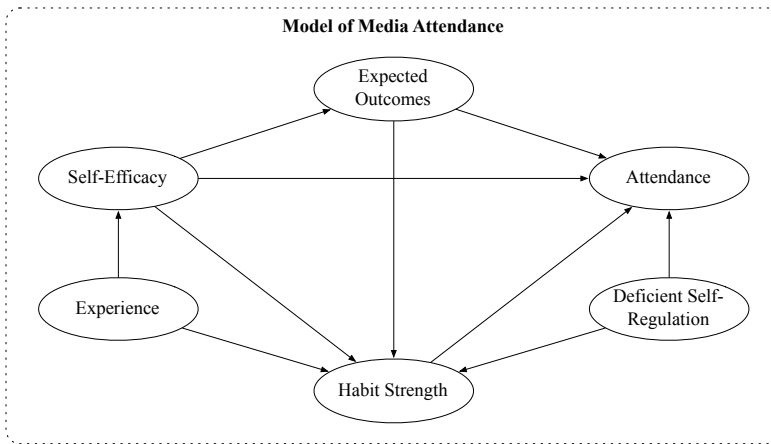 Model of Media Attendance
Expected
Outcomes
Self-Efficacy
Attendance
Experience
Deficient Self-
Regulation
Habit Strength